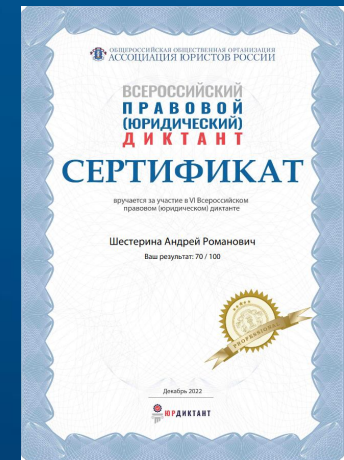 ОБЩЕРОССИЙСКАЯ ОБЩЕСТВЕННАЯ ОРГАНИЗАЦИЯ
АССОЦИАЦИЯ ЮРИСТОВ РОССИИ
ВСЕРОССИЙСКИЙ
ПРАВОВОЙ
(ЮРИДИЧЕСКИЙ)
ДИКТАНТ
СЕРТИФИКАТ
вручается за участие в VI Всероссийском
правовом (юридическом) диктанте
Шестерина Андрей Романович
Ваш результат: 70 / 100
PROFESSIONAL
Декабрь 2022
ЮРДИКТАНТ